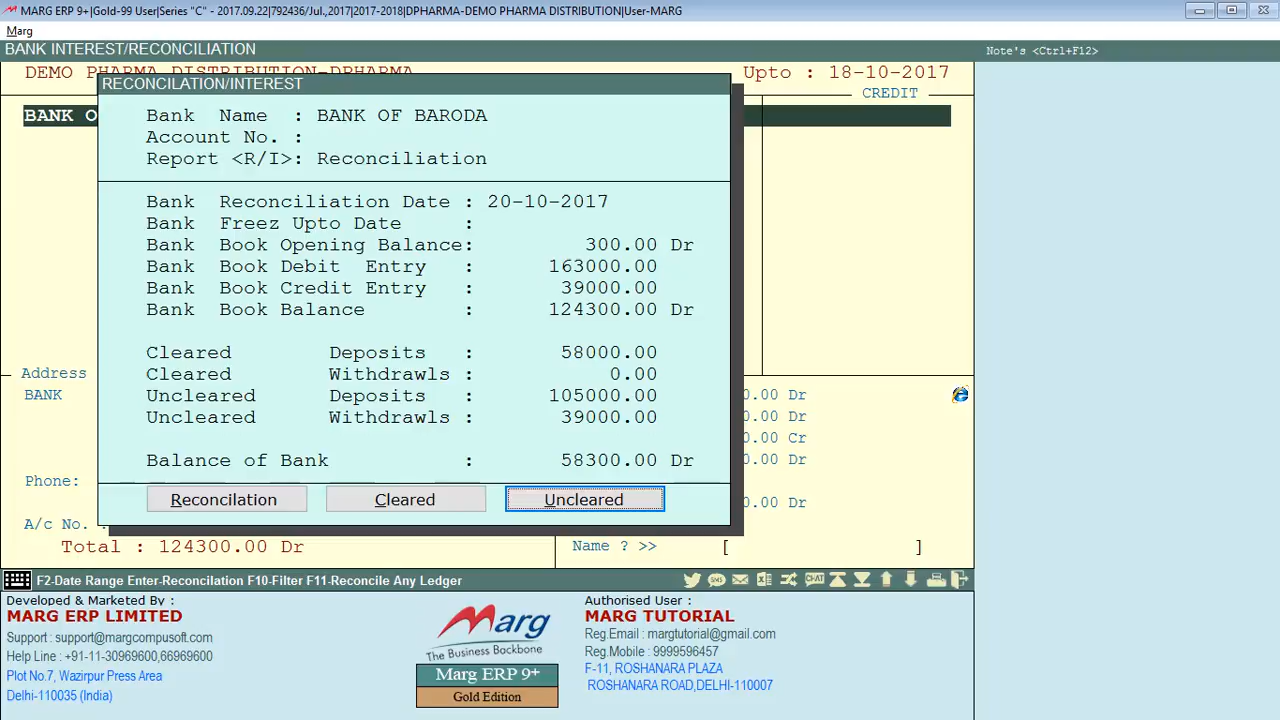 MARG ERP 9+|Gold-99 User|Series "C" - 2017.09.22|792436/Jul.,2017|2017-2018|DPHARMA-DEMO PHARMA DISTRIBUTION|User-MARG
Marg
BANK INTEREST/RECONCILIATION
Note's <Ctrl+F12>
DEMO PHARMA DISTRIBUTION-DPHARMA
Upto : 18-10-2017
RECONCILATION/INTEREST
CREDIT
BANK O
Bank Name : BANK OF BARODA
Account No. :
Report <R/I>: Reconciliation
Bank Reconciliation Date : 20-10-2017
Bank Freez Upto Date :
Bank Book Opening Balance: 300.00 Dr
Bank Book Debit Entry : 163000.00
Bank Book Credit Entry : 39000.00
Bank Book Balance : 124300.00 Dr
Cleared Deposits : 58000.00
Cleared Withdrawls : 0.00
Uncleared Deposits : 105000.00
Uncleared Withdrawls : 39000.00
Balance of Bank : 58300.00 Dr
Reconcilation Cleared Uncleared
Address
BANK
Phone:
A/c No. :
.00 Dr
.00 Dr
.00 Cr
.00 Dr
.00 Dr
Total : 124300.00 Dr
Name ? >> [ ]
F2-Date Range Enter-Reconcilation F10-Filter F11-Reconcile Any Ledger
SMS
CHAT
Developed & Marketed By :
MARG ERP LIMITED
Support : support@margcompusoft.com
Help Line : +91-11-30969600,66969600
Plot No.7, Wazirpur Press Area
Delhi-110035 (India)
Marg
The Business Backbone
Marg ERP 9+
Gold Edition
Authorised User :
MARG TUTORIAL
Reg.Email : margtutorial@gmail.com
Reg.Mobile : 9999596457
F-11, ROSHANARA PLAZA
ROSHANARA ROAD,DELHI-110007